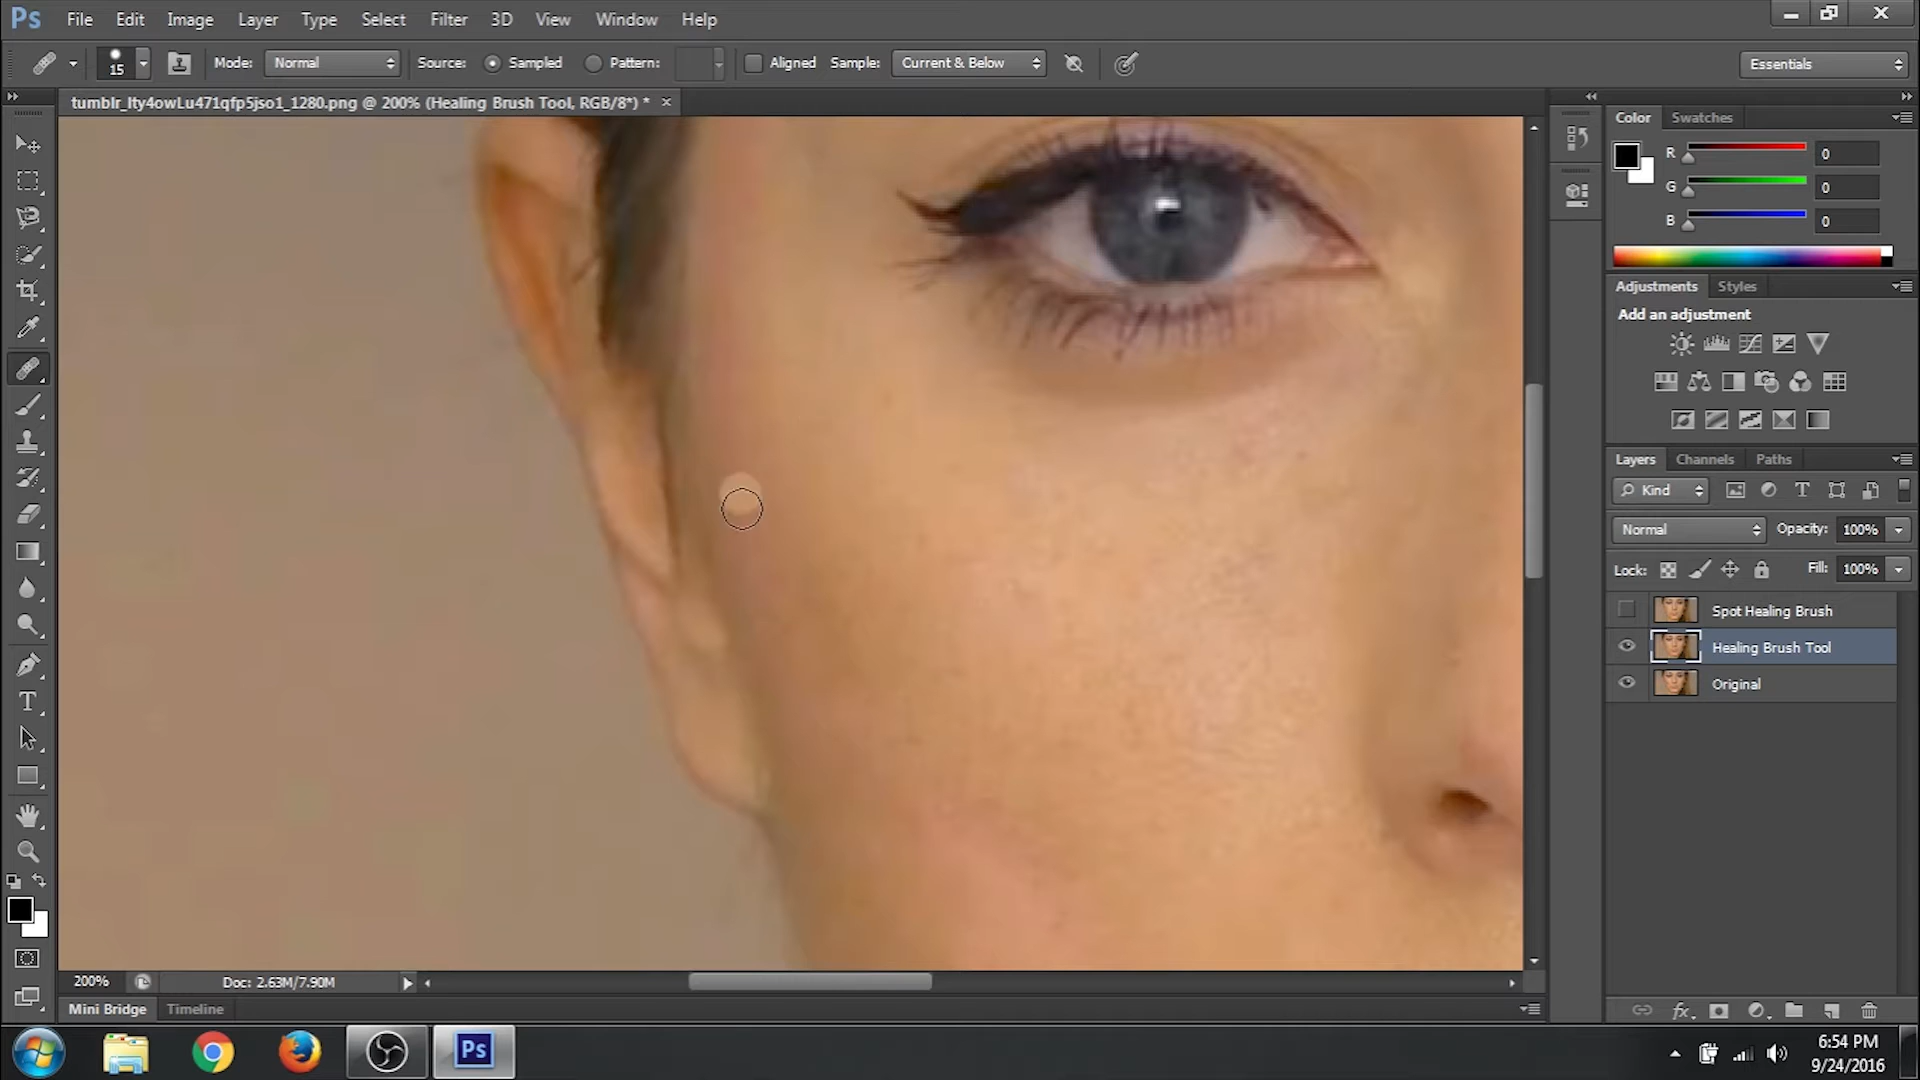 Ps File Edit Image Layer Type Select Filter 3D View Window Help
15 Mode: Normal Source: Sampled Pattern: Aligned Sample: Current & Below Essentials
tumblr_lty4owLu471qfp5jso1_1280.png @ 200% (Healing Brush Tool, RGB/8*) * ×
Color Swatches
R 0
G 0
B 0
Adjustments Styles
Add an adjustment
Layers Channels Paths
Kind
Normal Opacity: 100%
Lock: Fill: 100%
Spot Healing Brush
Healing Brush Tool
Original
fx
T
200% Doc: 2.63M/7.90M
Mini Bridge Timeline
Ps
6:54 PM
9/24/2016